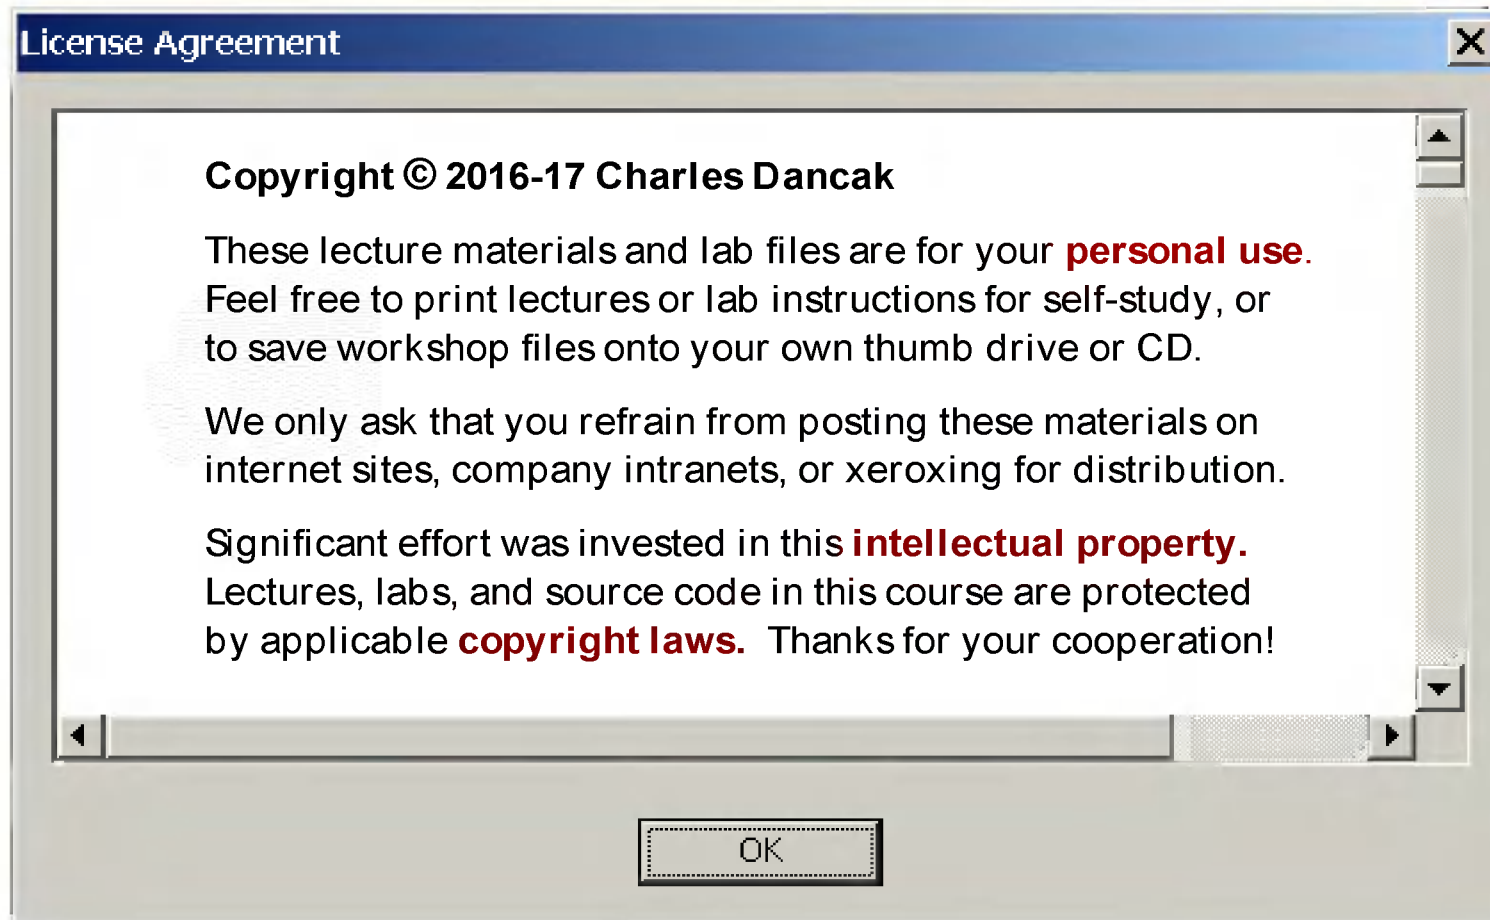 License Agreement
Copyright © 2016-17 Charles Dancak
These lecture materials and lab files are for your personal use.
Feel free to print lectures or lab instructions for self-study, or
to save workshop files onto your own thumb drive or CD.
We only ask that you refrain from posting these materials on
internet sites, company intranets, or xeroxing for distribution.
Significant effort was invested in this intellectual property.
Lectures, labs, and source code in this course are protected
by applicable copyright laws. Thanks for your cooperation!
OK